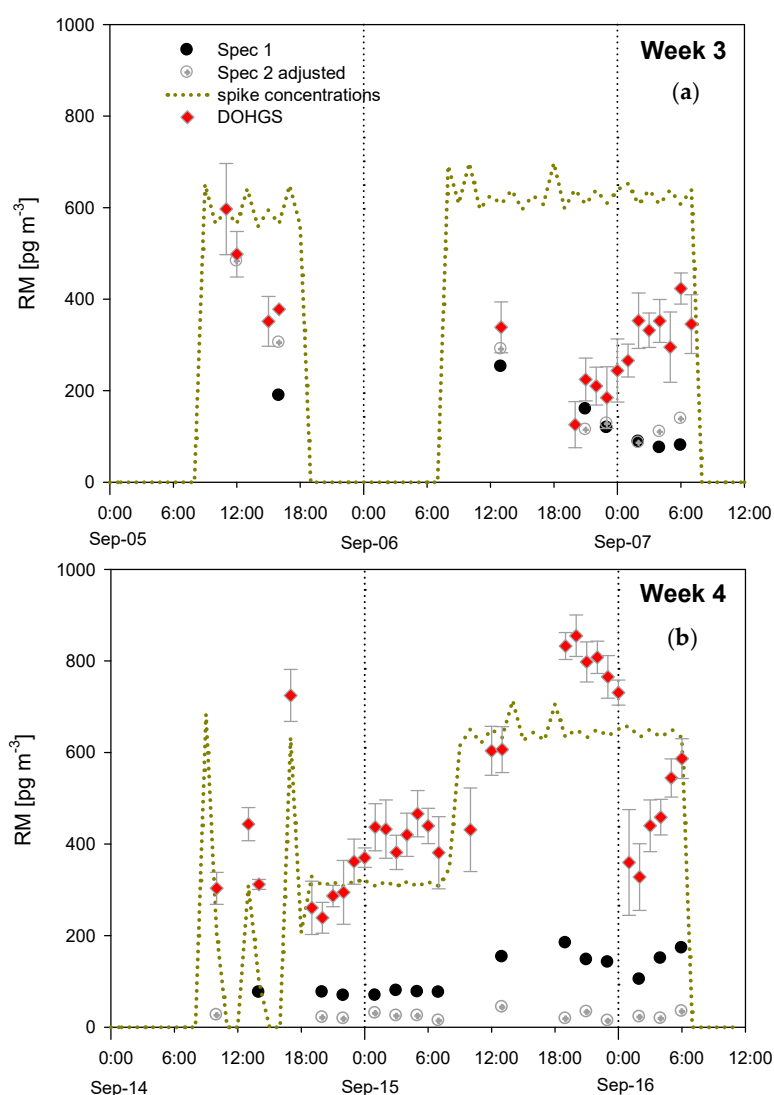 1000
800
600
400
200
0
RM [pg m-3]
Spec 1
Spec 2 adjusted
spike concentrations
DOHGS
Week 3
(a)
0:00 6:00 12:00 18:00 0:00 6:00 12:00 18:00 0:00 6:00 12:00
Sep-05 Sep-06 Sep-07
1000
800
600
400
200
0
RM [pg m-3]
Week 4
(b)
0:00 6:00 12:00 18:00 0:00 6:00 12:00 18:00 0:00 6:00 12:00
Sep-14 Sep-15 Sep-16